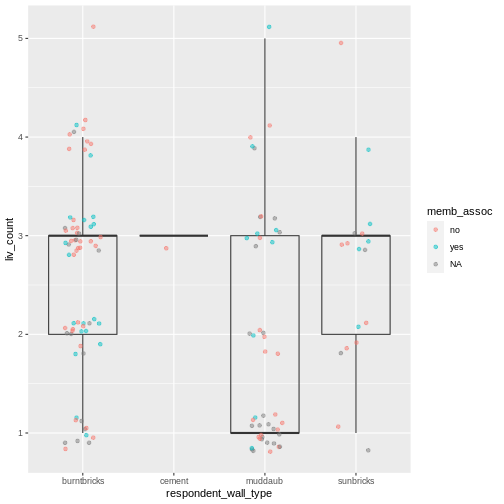 5
4
3
2
1
liv_count
burntbricks cement muddaub sunbricks
respondent_wall_type
memb_assoc
no
yes
NA